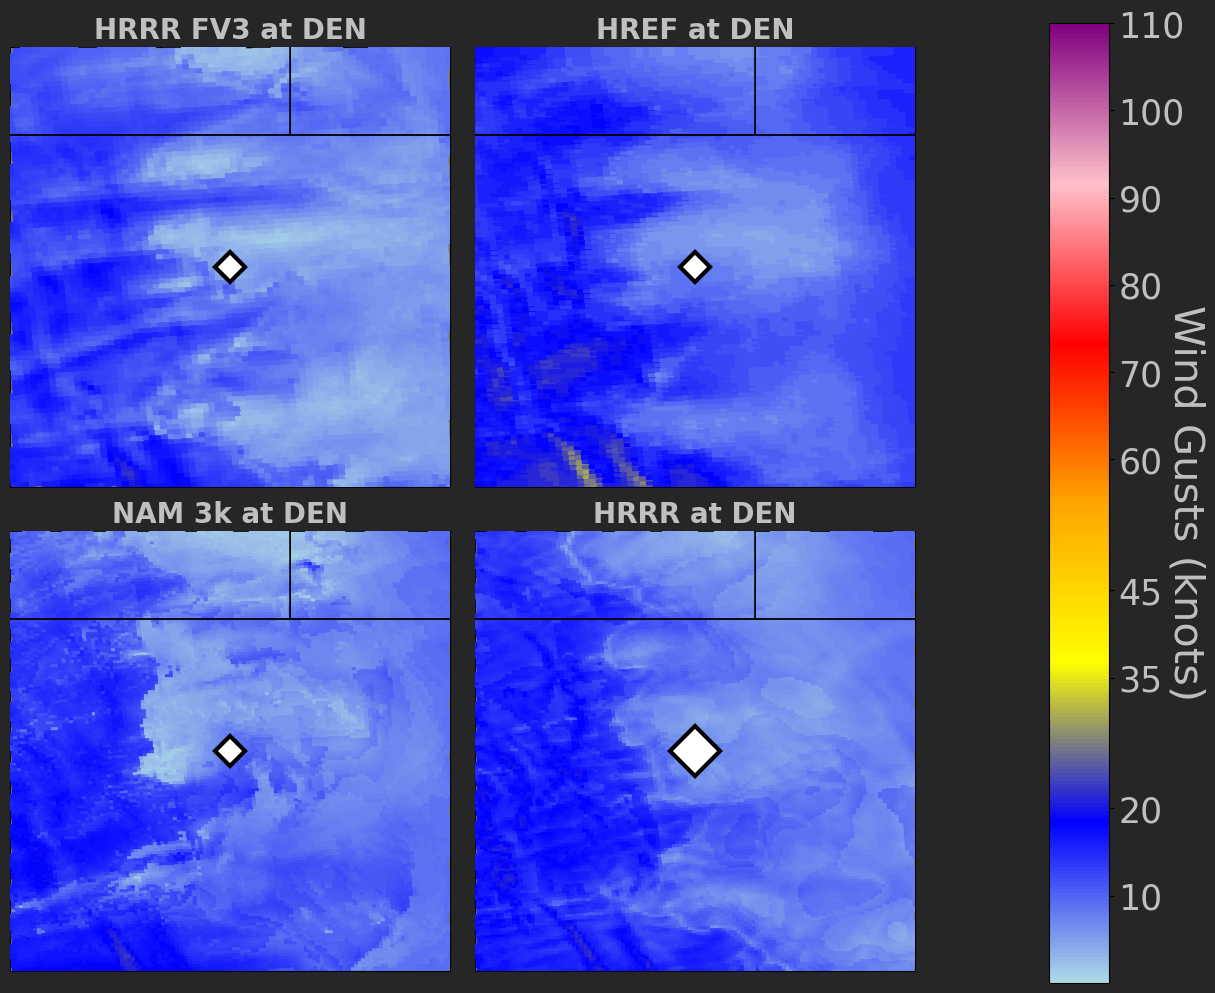 HRRR FV3 at DEN
HREF at DEN
NAM 3k at DEN
HRRR at DEN
110
100
90
80
70
60
45
35
20
10
Wind Gusts (knots)